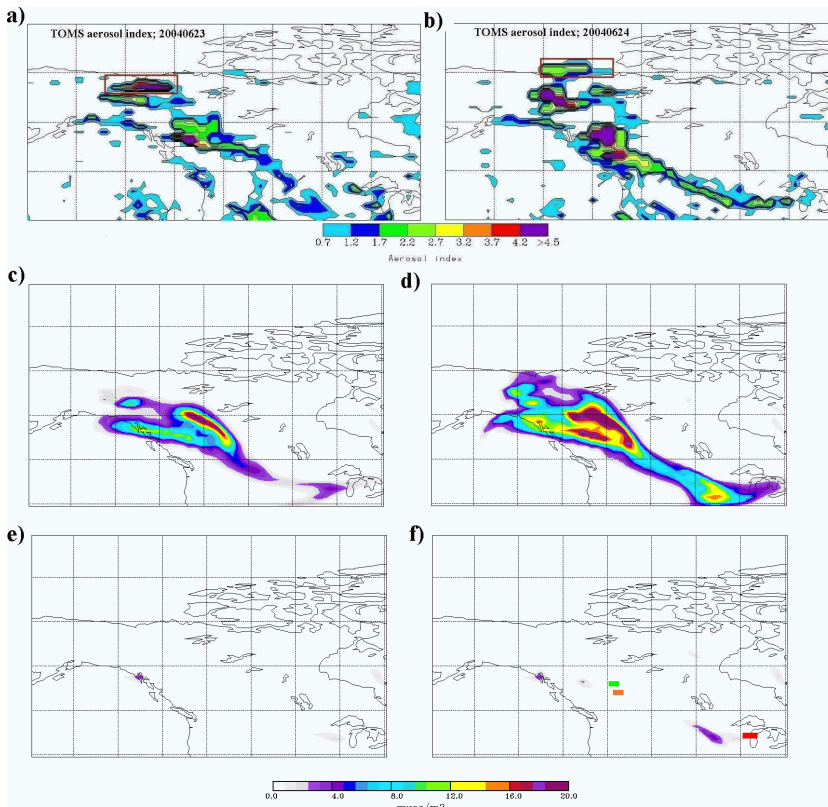 a)
TOMS aerosol index; 20040623
b)
TOMS aerosol index; 20040624
0.7 1.2 1.7 2.2 2.7 3.2 3.7 4.2 >4.5
Aerosol index
c)
d)
e)
f)
0.0 4.0 8.0 12.0 16.0 20.0